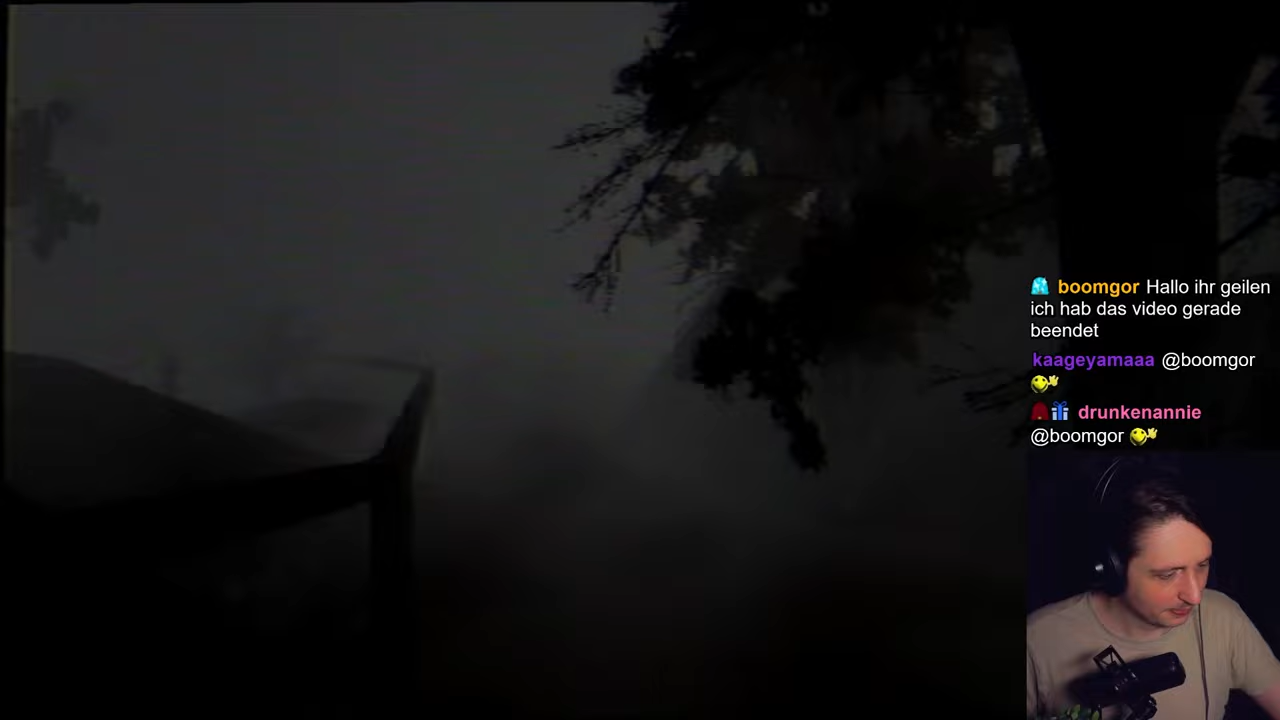 boomgor Hallo ihr geilen
ich hab das video gerade
beendet
kaageyamaaa @boomgor
drunkenannie
@boomgor